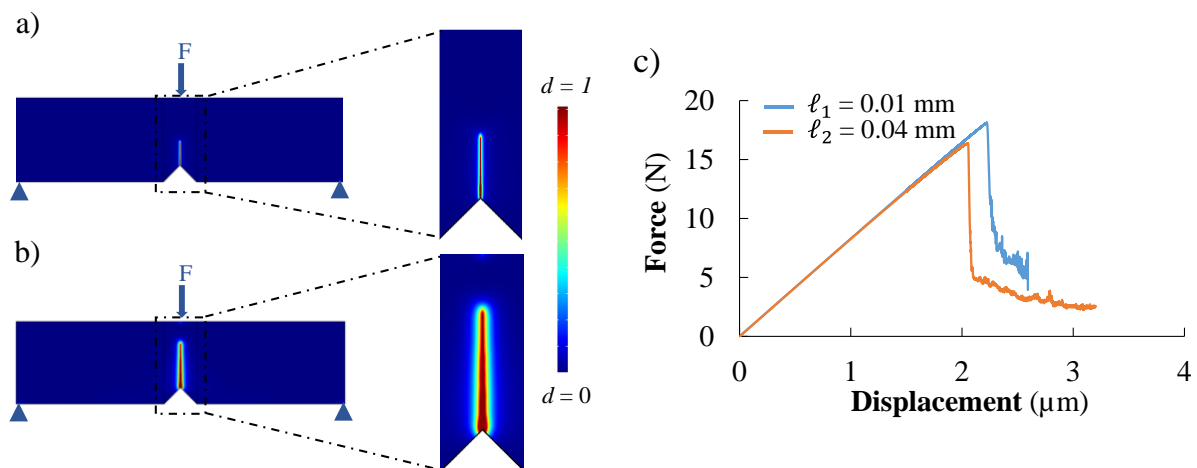 a)
F
d = 1
d = 0
b)
F
c)
ℓ₁ = 0.01 mm
ℓ₂ = 0.04 mm
20
15
10
5
0
Force (N)
0 1 2 3 4
Displacement (µm)